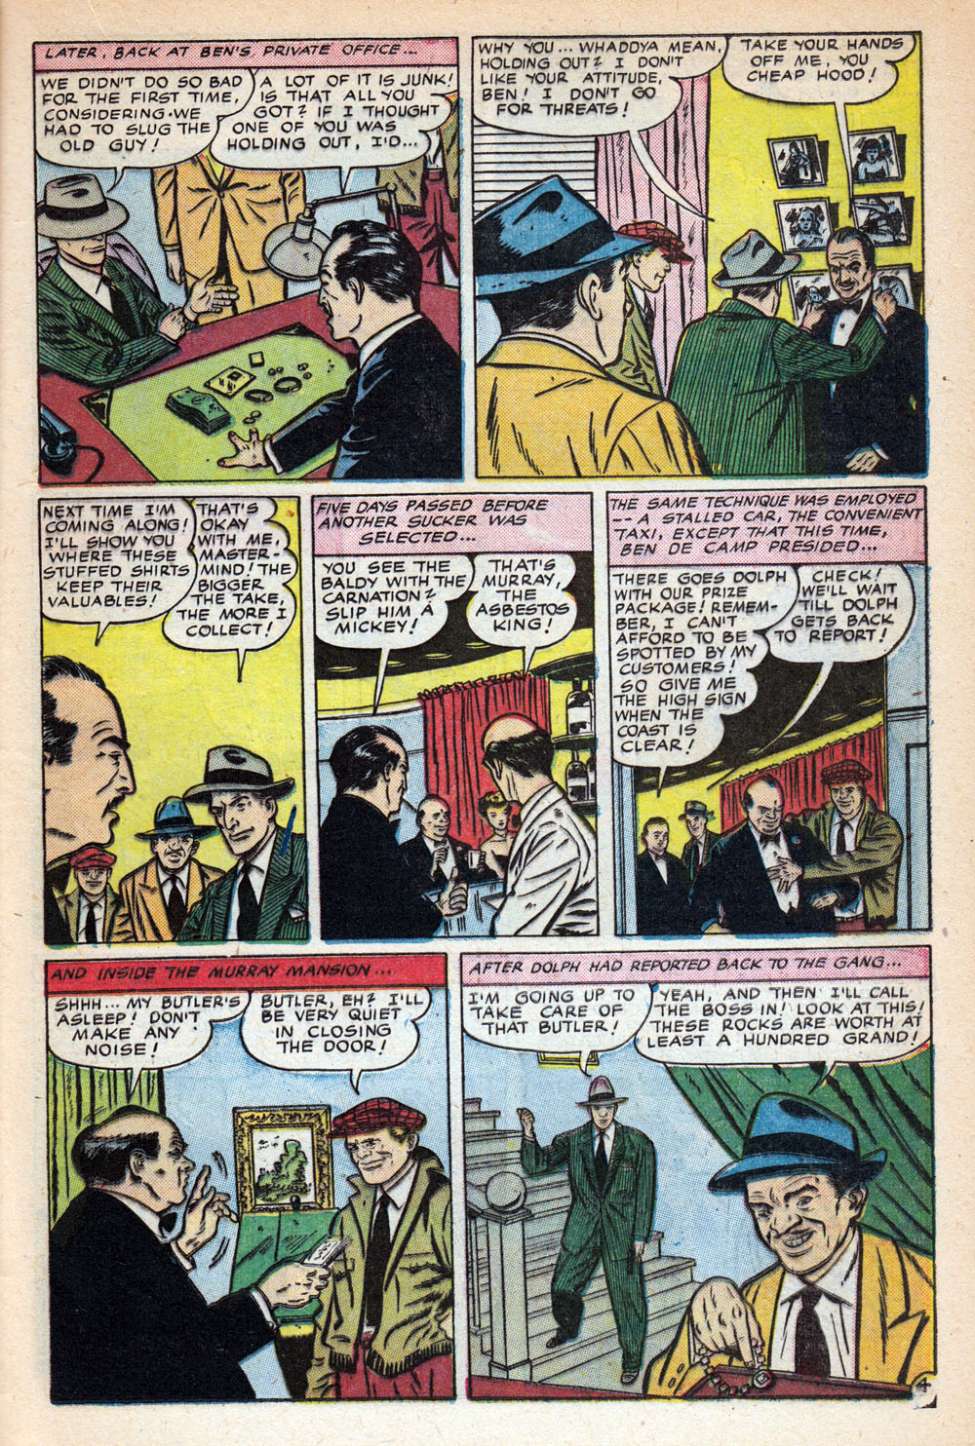 LATER, BACK AT BEN'S PRIVATE OFFICE...
WE DIDN'T DO SO BAD
FOR THE FIRST TIME,
CONSIDERING WE
HAD TO SLUG THE
OLD GUY!
A LOT OF IT IS JUNK!
IS THAT ALL YOU
GOT? IF I THOUGHT
ONE OF YOU WAS
HOLDING OUT, I'D...
WHY YOU... WHADDYA MEAN,
HOLDING OUT? I DON'T
LIKE YOUR ATTITUDE,
BEN! I DON'T GO
FOR THREATS!
TAKE YOUR HANDS
OFF ME, YOU
CHEAP HOOD!
NEXT TIME I'M
COMING ALONG!
I'LL SHOW YOU
WHERE THESE
STUFFED SHIRTS
KEEP THEIR
VALUABLES!
THAT'S
OKAY
WITH ME,
MASTER-
MIND! THE
BIGGER
THE TAKE,
THE MORE I
COLLECT!
FIVE DAYS PASSED BEFORE
ANOTHER SUCKER WAS
SELECTED...
YOU SEE THE
BALDY WITH THE
CARNATION?
SLIP HIM A
MICKEY!
THAT'S
MURRAY,
THE
ASBESTOS
KING!
THE SAME TECHNIQUE WAS EMPLOYED
-- A STALLED CAR, THE CONVENIENT
TAXI, EXCEPT THAT THIS TIME,
BEN DE CAMP PRESIDED...
THERE GOES DOLPH
WITH OUR PRIZE
PACKAGE! REMEM-
BER, I CAN'T
AFFORD TO BE
SPOTTED BY MY
CUSTOMERS!
SO GIVE ME
THE HIGH SIGN
WHEN THE
COAST IS
CLEAR!
CHECK!
WE'LL WAIT
TILL DOLPH
GETS BACK
TO REPORT!
AND INSIDE THE MURRAY MANSION...
SHHH... MY BUTLER'S
ASLEEP! DON'T
MAKE ANY
NOISE!
BUTLER, EH? I'LL
BE VERY QUIET
IN CLOSING
THE DOOR!
AFTER DOLPH HAD REPORTED BACK TO THE GANG...
I'M GOING UP TO
TAKE CARE OF
THAT BUTLER!
YEAH, AND THEN I'LL CALL
THE BOSS IN! LOOK AT THIS!
THESE ROCKS ARE WORTH AT
LEAST A HUNDRED GRAND!
4